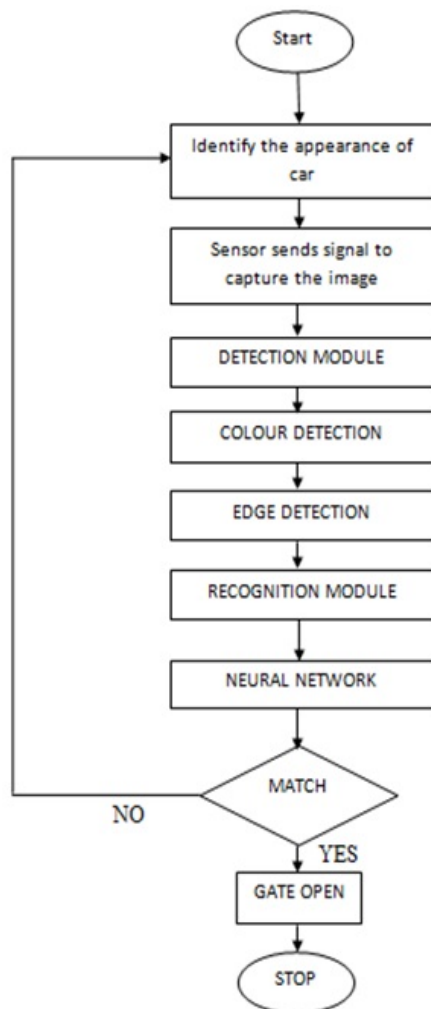 Start
Identify the appearance of
car
Sensor sends signal to
capture the image
DETECTION MODULE
COLOUR DETECTION
EDGE DETECTION
RECOGNITION MODULE
NEURAL NETWORK
MATCH
NO
YES
GATE OPEN
STOP